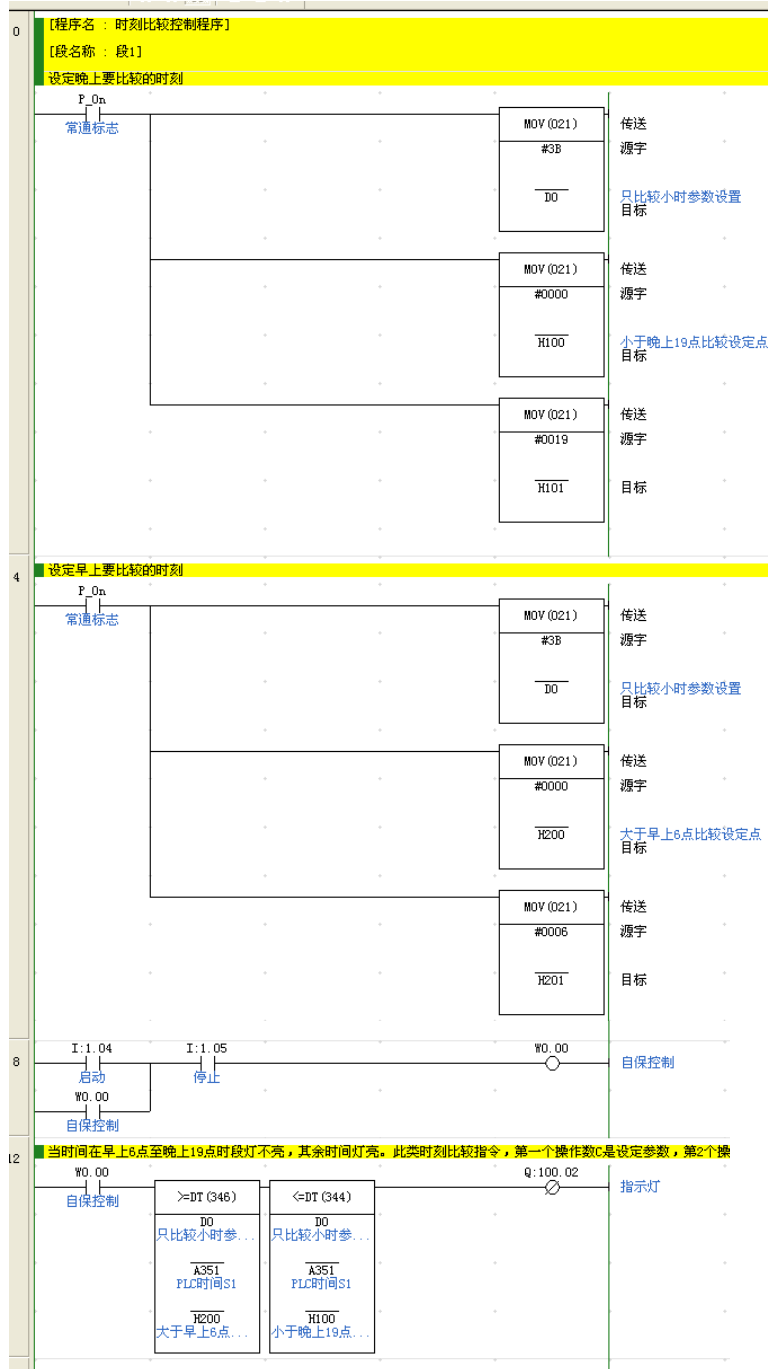 0
[程序名 : 时刻比较控制程序]
[段名称 : 段1]
设定晚上要比较的时刻
P_On
常通标志
MOV(021)
传送
#3B
源字
D0
只比较小时参数设置
目标
MOV(021)
传送
#0000
源字
H100
小于晚上19点比较设定点
目标
MOV(021)
传送
#0019
源字
H101
目标
4
设定早上要比较的时刻
P_On
常通标志
MOV(021)
传送
#3B
源字
D0
只比较小时参数设置
目标
MOV(021)
传送
#0000
源字
H200
大于早上6点比较设定点
目标
MOV(021)
传送
#0006
源字
H201
目标
8
I:1.04
I:1.05
W0.00
启动
停止
自保控制
W0.00
自保控制
12
当时间在早上6点至晚上19点时段灯不亮，其余时间灯亮。此类时刻比较指令，第一个操作数C是设定参数，第2个操
W0.00
Q:100.02
自保控制
>=DT(346)
<=DT(344)
指示灯
D0
D0
只比较小时参...
只比较小时参...
A351
A351
PLC时间S1
PLC时间S1
H200
H100
大于早上6点...
小于晚上19点...